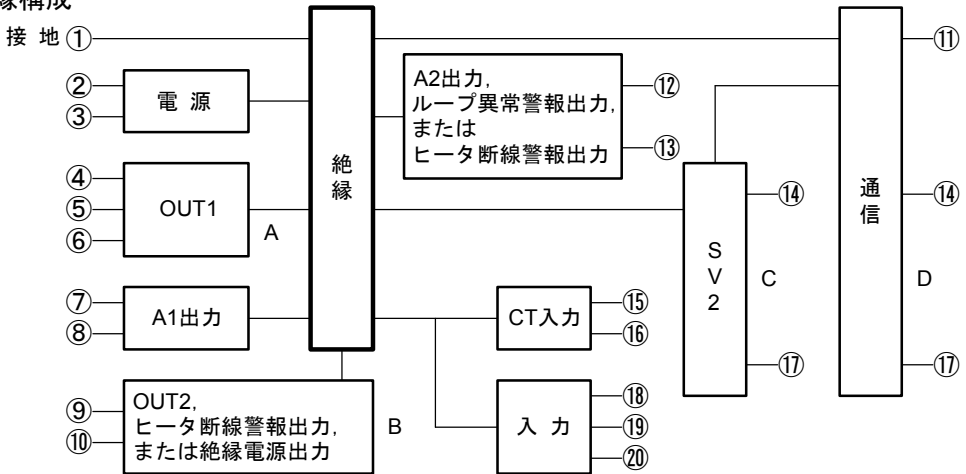 縁構成
接 地 ①
⑪
②
③
電 源
A2出力,
ループ異常警報出力,
または
ヒータ断線警報出力
⑫
⑬
絶
縁
④
⑤
⑥
OUT1
A
S
V
2
⑭
C
⑰
通
信
⑭
D
⑰
⑦
⑧
A1出力
CT入力
⑮
⑯
⑨
⑩
OUT2,
ヒータ断線警報出力,
または絶縁電源出力
B
入 力
⑱
⑲
⑳